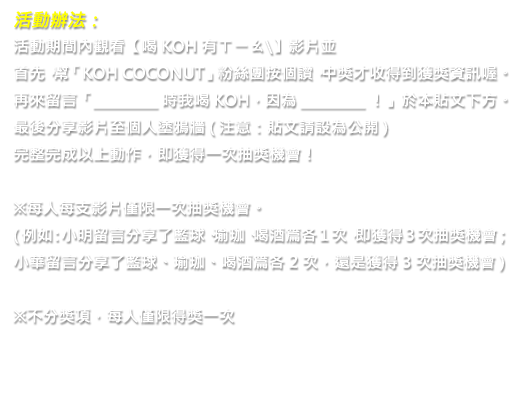 活動辦法：
活動期間內觀看【喝 KOH 有ㄒㄧㄠˋ】影片並
首先，幫「KOH COCONUT」粉絲團按個讚，中獎才收得到獲獎資訊喔。
再來留言「________ 時我喝 KOH，因為 ________ ！」於本貼文下方。
最後分享影片至個人塗鴉牆 ( 注意：貼文請設為公開 )
完整完成以上動作，即獲得一次抽獎機會！
※每人每支影片僅限一次抽獎機會。
( 例如：小明留言分享了籃球、瑜珈、喝酒篇各 1 次，即獲得 3 次抽獎機會；
小華留言分享了籃球、瑜珈、喝酒篇各 2 次，還是獲得 3 次抽獎機會 )
※不分獎項，每人僅限得獎一次